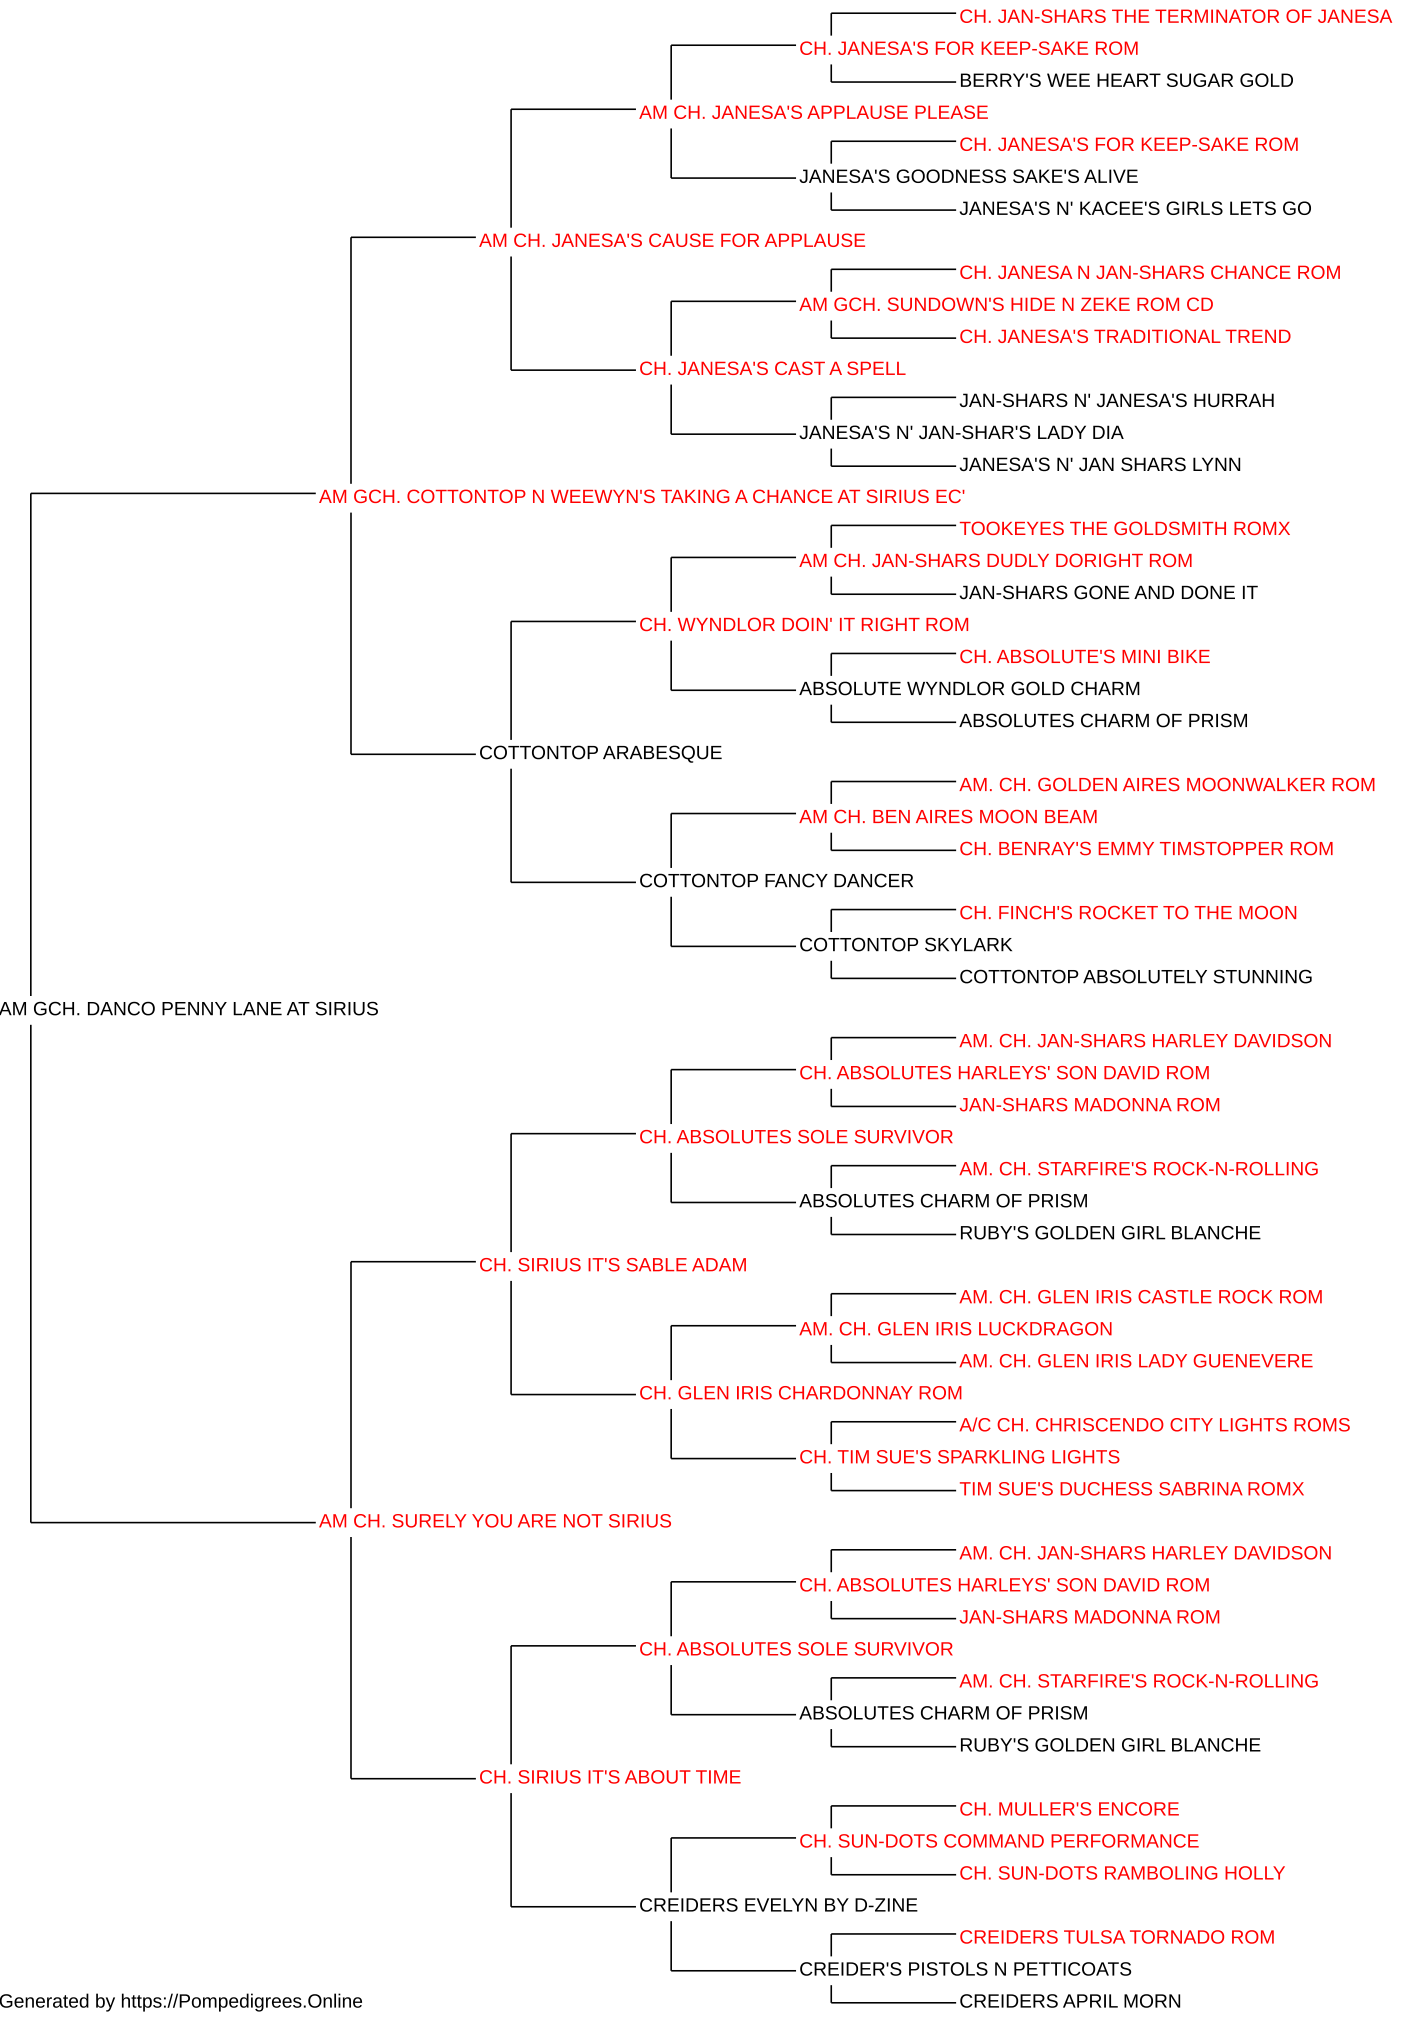 CH. JAN-SHARS THE TERMINATOR OF JANESA
CH. JANESA'S FOR KEEP-SAKE ROM
BERRY'S WEE HEART SUGAR GOLD
AM CH. JANESA'S APPLAUSE PLEASE
CH. JANESA'S FOR KEEP-SAKE ROM
JANESA'S GOODNESS SAKE'S ALIVE
JANESA'S N' KACEE'S GIRLS LETS GO
AM CH. JANESA'S CAUSE FOR APPLAUSE
CH. JANESA N JAN-SHARS CHANCE ROM
AM GCH. SUNDOWN'S HIDE N ZEKE ROM CD
CH. JANESA'S TRADITIONAL TREND
CH. JANESA'S CAST A SPELL
JAN-SHARS N' JANESA'S HURRAH
JANESA'S N' JAN-SHAR'S LADY DIA
JANESA'S N' JAN SHARS LYNN
AM GCH. COTTONTOP N WEEWYN'S TAKING A CHANCE AT SIRIUS EC'
TOOKEYES THE GOLDSMITH ROMX
AM CH. JAN-SHARS DUDLY DORIGHT ROM
JAN-SHARS GONE AND DONE IT
CH. WYNDLOR DOIN' IT RIGHT ROM
CH. ABSOLUTE'S MINI BIKE
ABSOLUTE WYNDLOR GOLD CHARM
ABSOLUTES CHARM OF PRISM
COTTONTOP ARABESQUE
AM. CH. GOLDEN AIRES MOONWALKER ROM
AM CH. BEN AIRES MOON BEAM
CH. BENRAY'S EMMY TIMSTOPPER ROM
COTTONTOP FANCY DANCER
CH. FINCH'S ROCKET TO THE MOON
COTTONTOP SKYLARK
COTTONTOP ABSOLUTELY STUNNING
AM GCH. DANCO PENNY LANE AT SIRIUS
AM. CH. JAN-SHARS HARLEY DAVIDSON
CH. ABSOLUTES HARLEYS' SON DAVID ROM
JAN-SHARS MADONNA ROM
CH. ABSOLUTES SOLE SURVIVOR
AM. CH. STARFIRE'S ROCK-N-ROLLING
ABSOLUTES CHARM OF PRISM
RUBY'S GOLDEN GIRL BLANCHE
CH. SIRIUS IT'S SABLE ADAM
AM. CH. GLEN IRIS CASTLE ROCK ROM
AM. CH. GLEN IRIS LUCKDRAGON
AM. CH. GLEN IRIS LADY GUENEVERE
CH. GLEN IRIS CHARDONNAY ROM
A/C CH. CHRISCENDO CITY LIGHTS ROMS
CH. TIM SUE'S SPARKLING LIGHTS
TIM SUE'S DUCHESS SABRINA ROMX
AM CH. SURELY YOU ARE NOT SIRIUS
AM. CH. JAN-SHARS HARLEY DAVIDSON
CH. ABSOLUTES HARLEYS' SON DAVID ROM
JAN-SHARS MADONNA ROM
CH. ABSOLUTES SOLE SURVIVOR
AM. CH. STARFIRE'S ROCK-N-ROLLING
ABSOLUTES CHARM OF PRISM
RUBY'S GOLDEN GIRL BLANCHE
CH. SIRIUS IT'S ABOUT TIME
CH. MULLER'S ENCORE
CH. SUN-DOTS COMMAND PERFORMANCE
CH. SUN-DOTS RAMBOLING HOLLY
CREIDERS EVELYN BY D-ZINE
CREIDERS TULSA TORNADO ROM
CREIDER'S PISTOLS N PETTICOATS
CREIDERS APRIL MORN
Generated by https://Pompedigrees.Online